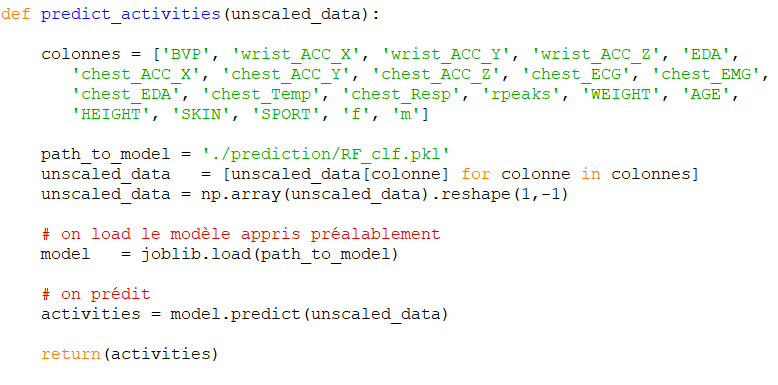 def predict_activities(unscaled_data):
colonnes = ['BVP', 'wrist_ACC_X', 'wrist_ACC_Y', 'wrist_ACC_Z', 'EDA',
'chest_ACC_X', 'chest_ACC_Y', 'chest_ACC_Z', 'chest_ECG', 'chest_EMG',
'chest_EDA', 'chest_Temp', 'chest_Resp', 'rpeaks', 'WEIGHT', 'AGE',
'HEIGHT', 'SKIN', 'SPORT', 'f', 'm']
path_to_model = './prediction/RF_clf.pkl'
unscaled_data   = [unscaled_data[colonne] for colonne in colonnes]
unscaled_data = np.array(unscaled_data).reshape(1,-1)
# on load le modèle appris préalablement
model   = joblib.load(path_to_model)
# on prédit
activities = model.predict(unscaled_data)
return(activities)